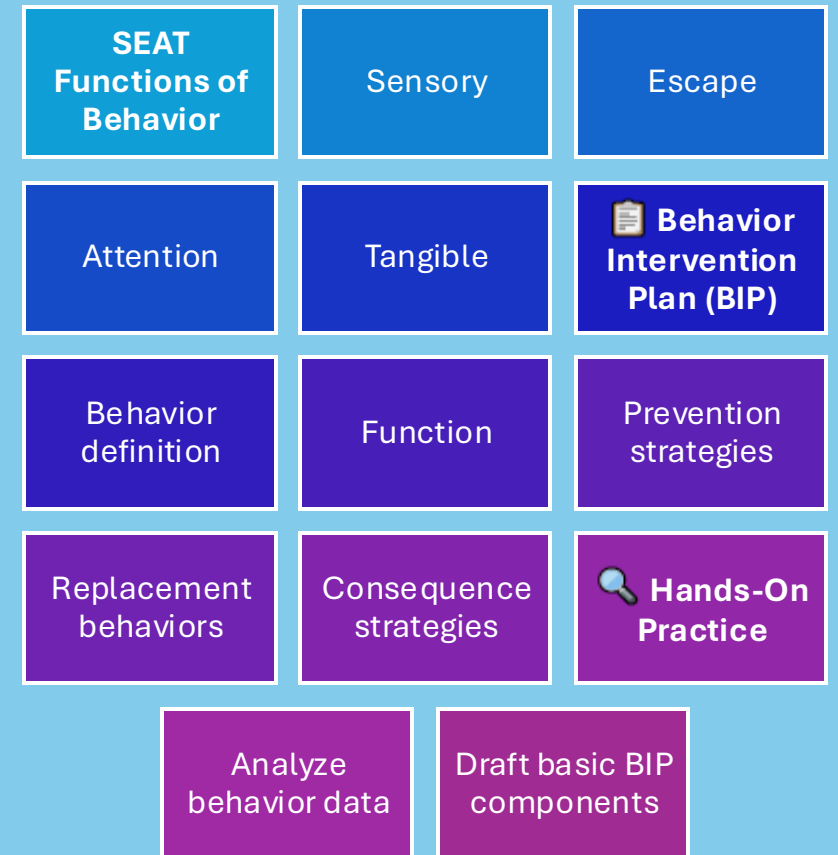 SEAT
Functions of
Behavior
Sensory
Escape
Attention
Tangible
📋 Behavior
Intervention
Plan (BIP)
Behavior
definition
Function
Prevention
strategies
Replacement
behaviors
Consequence
strategies
🔍 Hands-On
Practice
Analyze
behavior data
Draft basic BIP
components